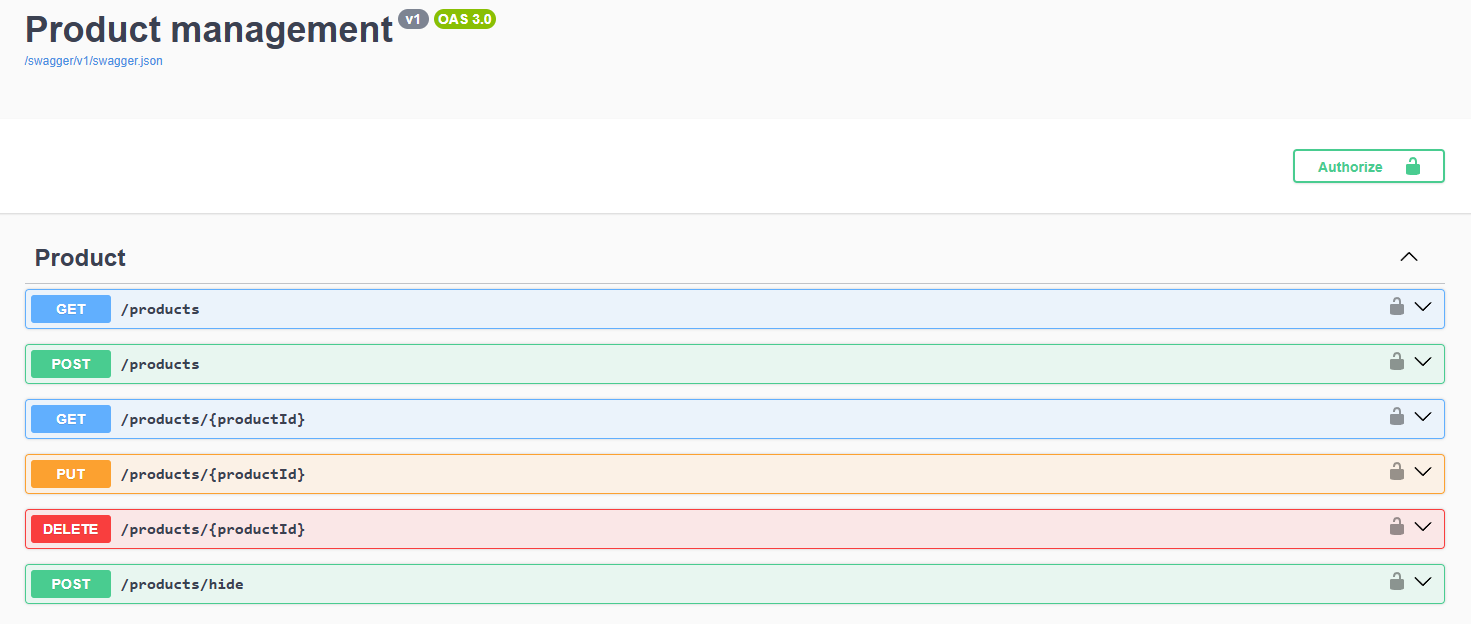 Product management v1 OAS 3.0
/swagger/v1/swagger.json
Authorize
Product
GET /products
POST /products
GET /products/{productId}
PUT /products/{productId}
DELETE /products/{productId}
POST /products/hide